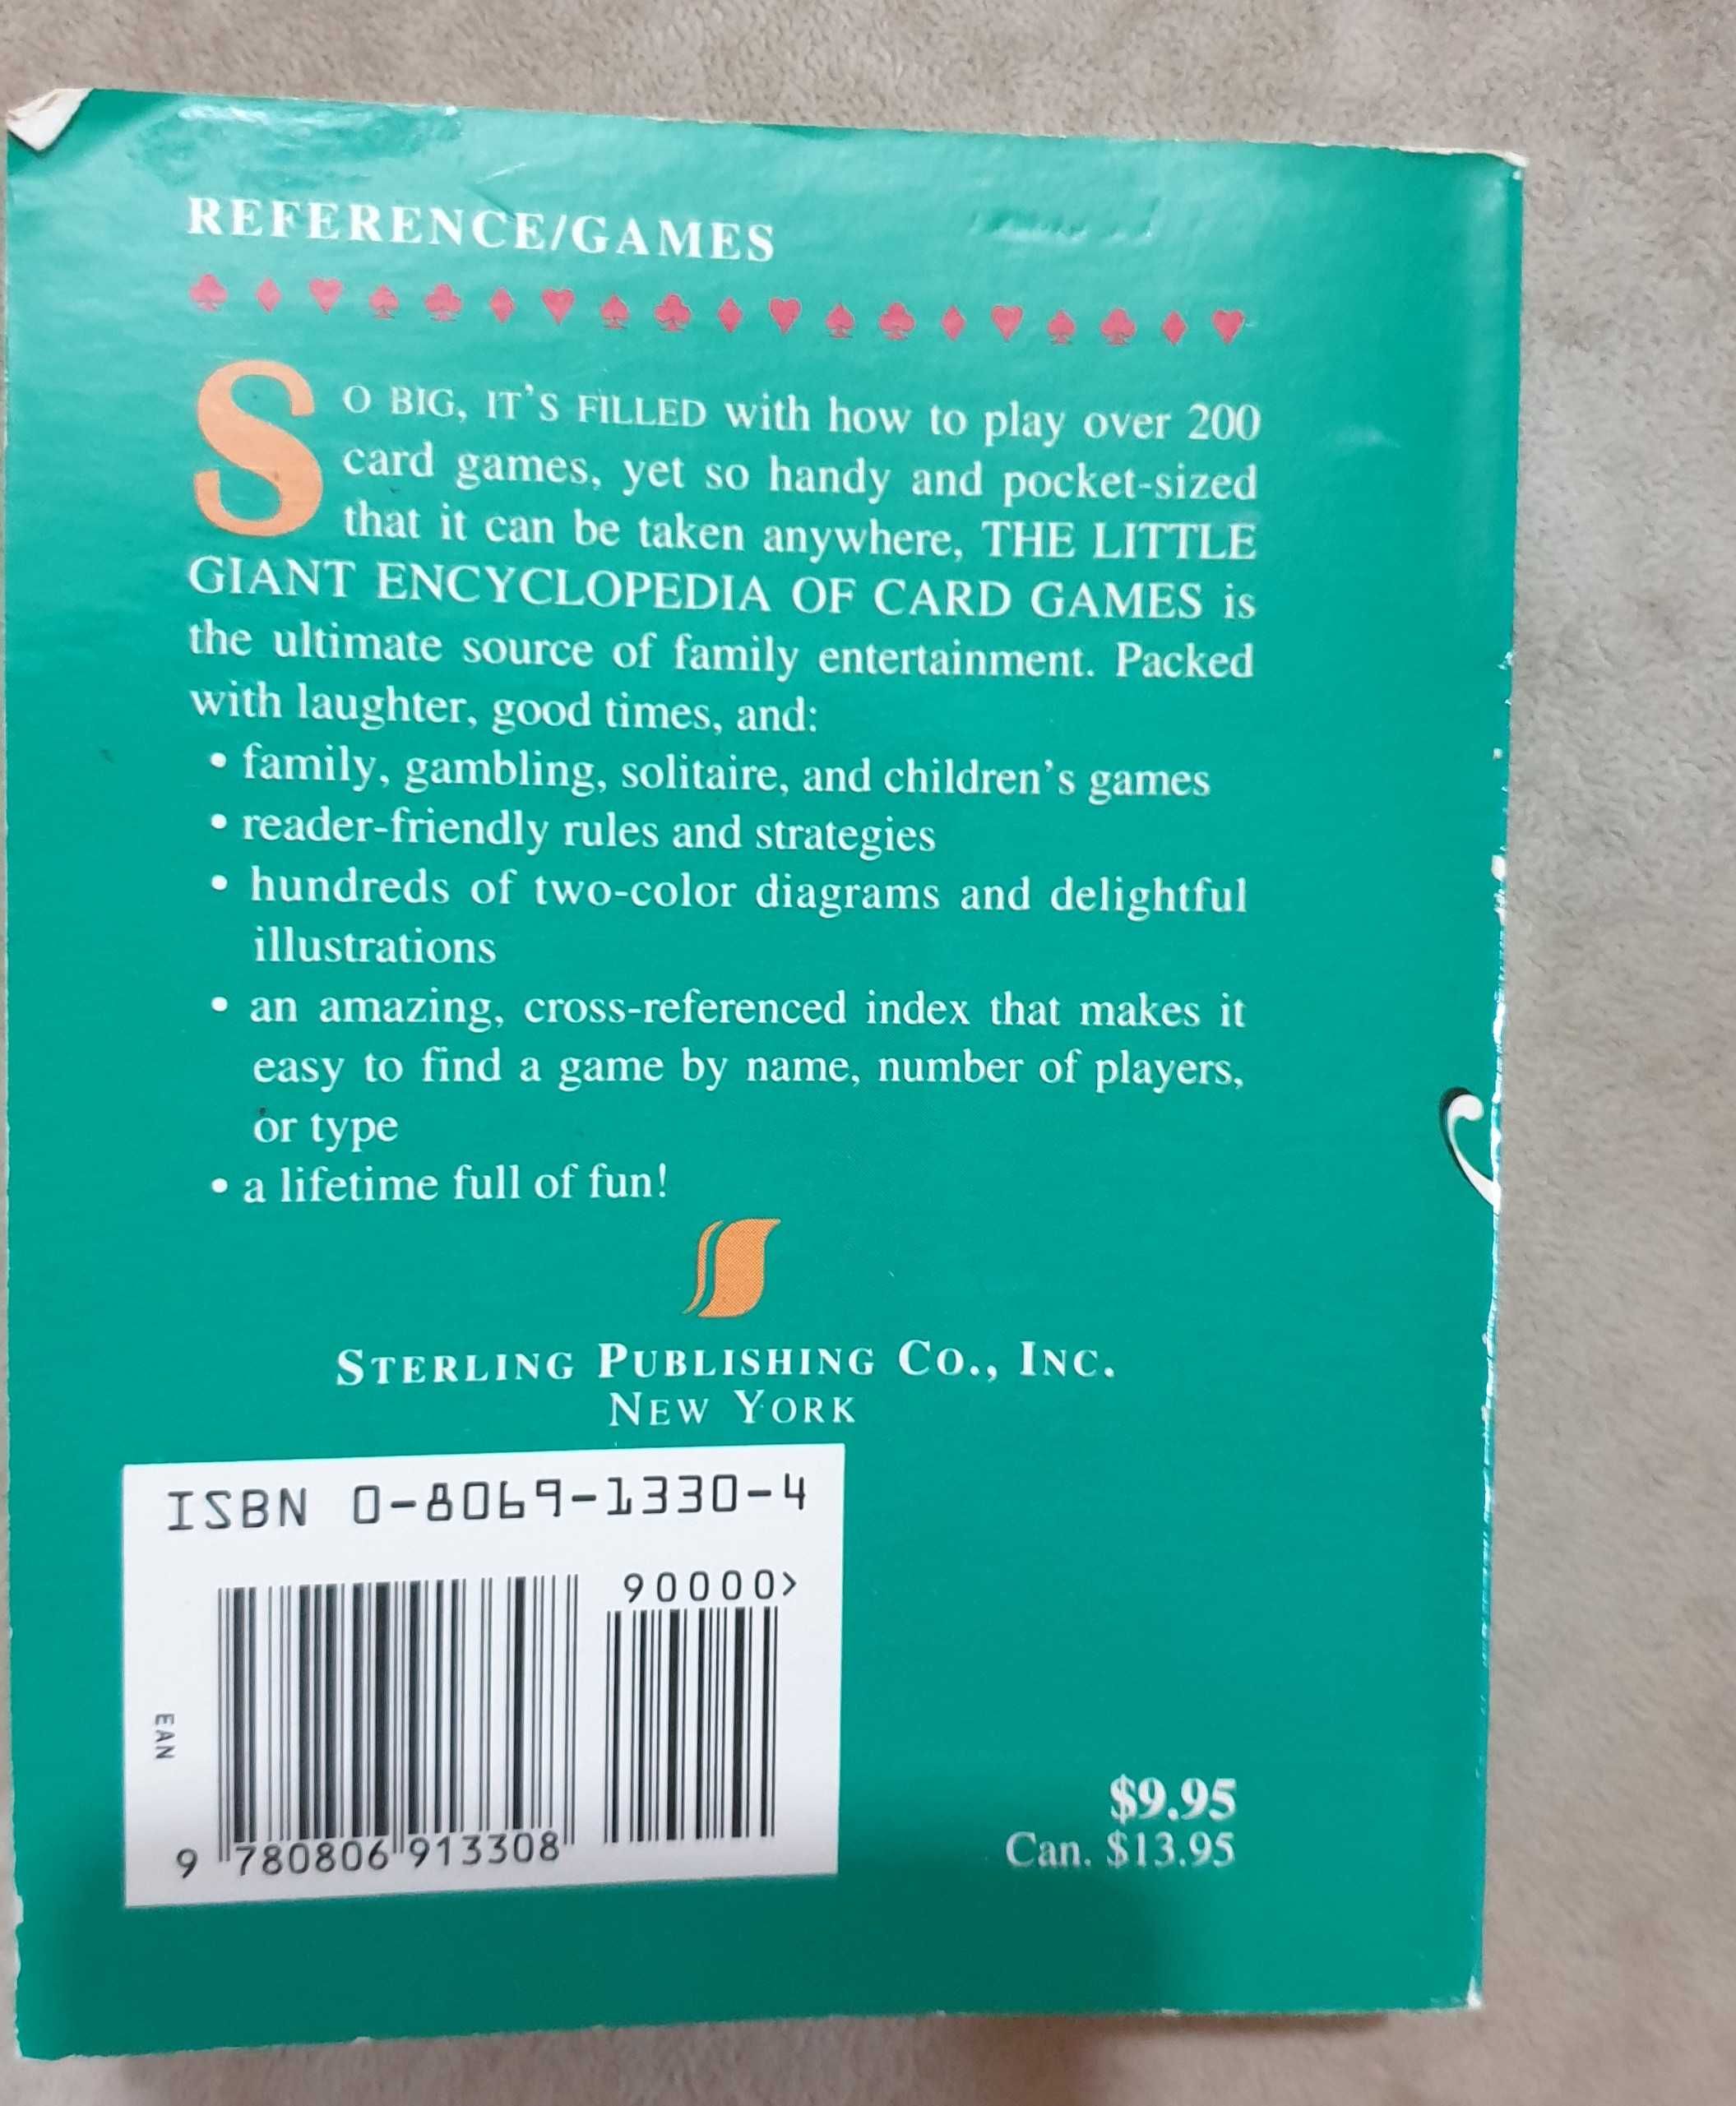 REFERENCE/GAMES
SO BIG, IT'S FILLED with how to play over 200
card games, yet so handy and pocket-sized
that it can be taken anywhere, THE LITTLE
GIANT ENCYCLOPEDIA OF CARD GAMES is
the ultimate source of family entertainment. Packed
with laughter, good times, and:
• family, gambling, solitaire, and children's games
• reader-friendly rules and strategies
• hundreds of two-color diagrams and delightful
illustrations
• an amazing, cross-referenced index that makes it
easy to find a game by name, number of players,
or type
• a lifetime full of fun!
STERLING PUBLISHING CO., INC.
NEW YORK
ISBN 0-8069-1330-4
90000>
EAN
9 780806 913308
$9.95
Can. $13.95